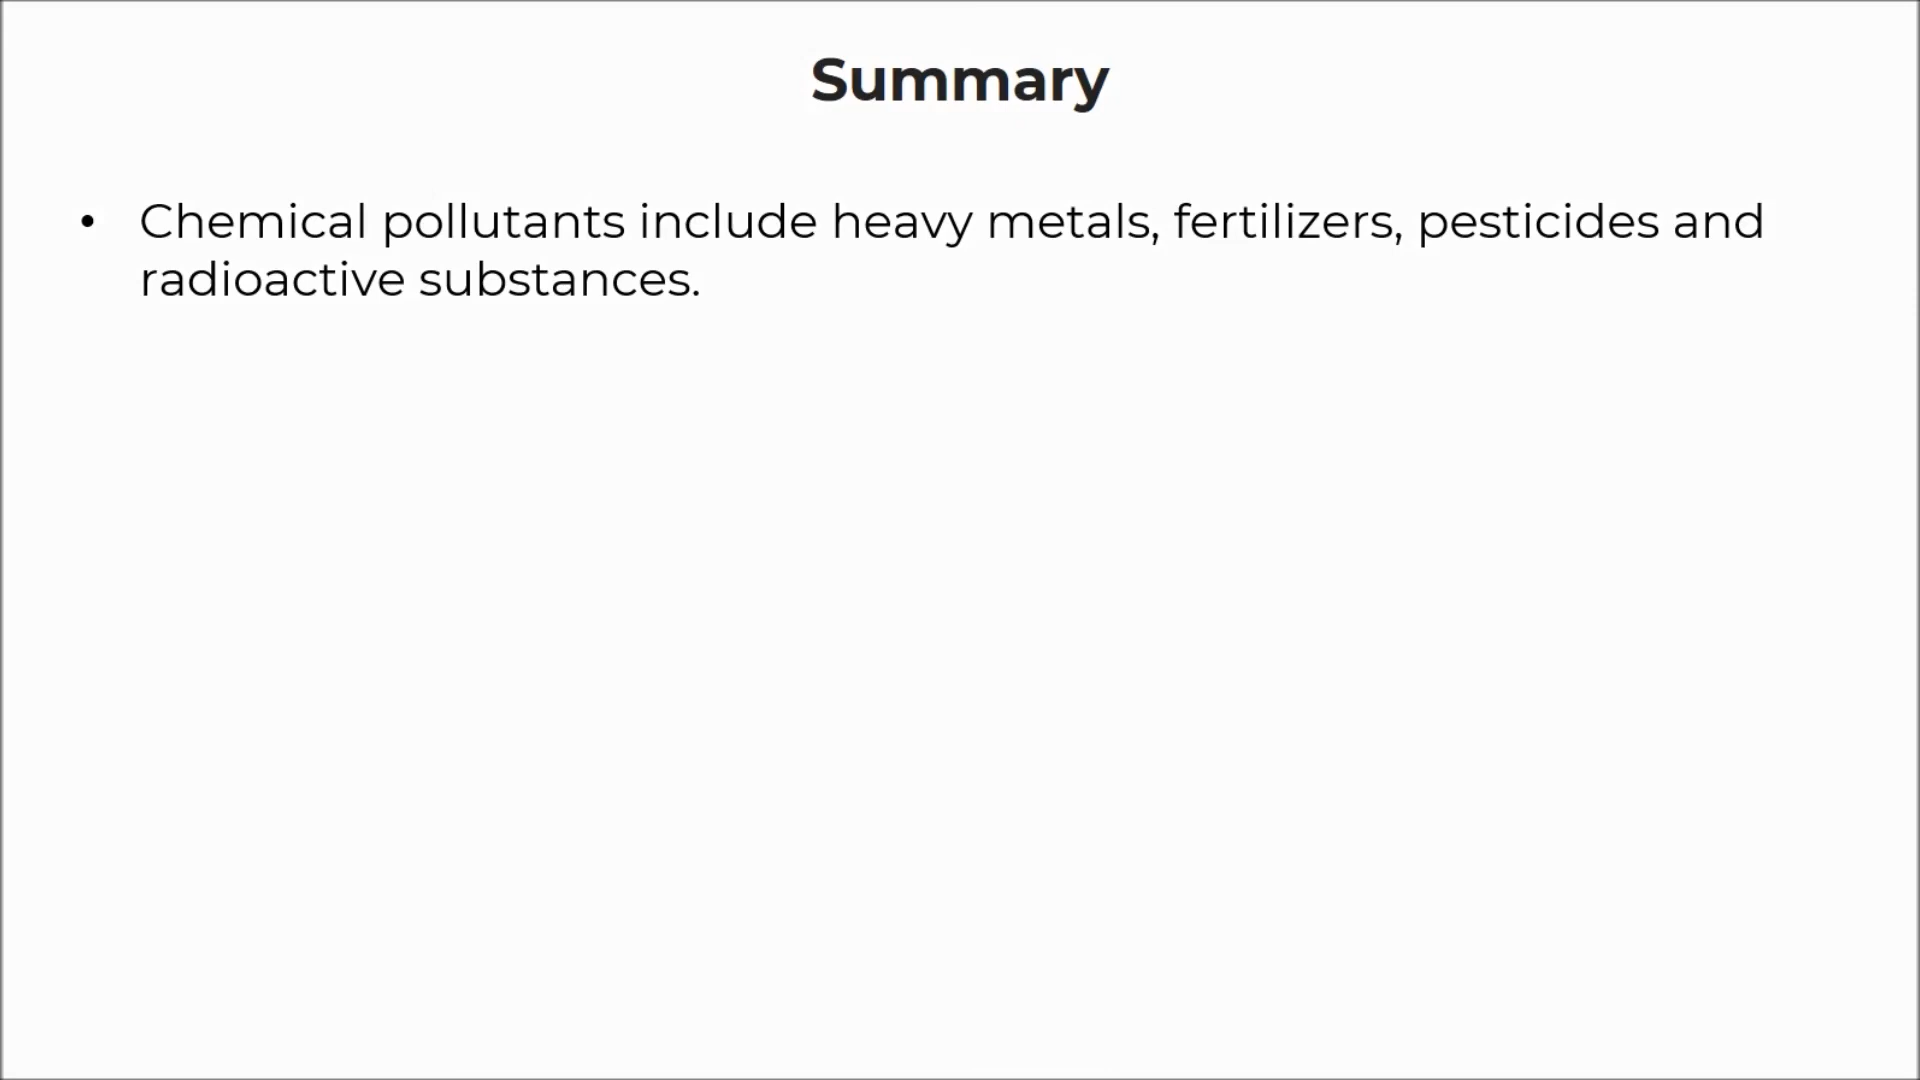 Summary
• Chemical pollutants include heavy metals, fertilizers, pesticides and
radioactive substances.